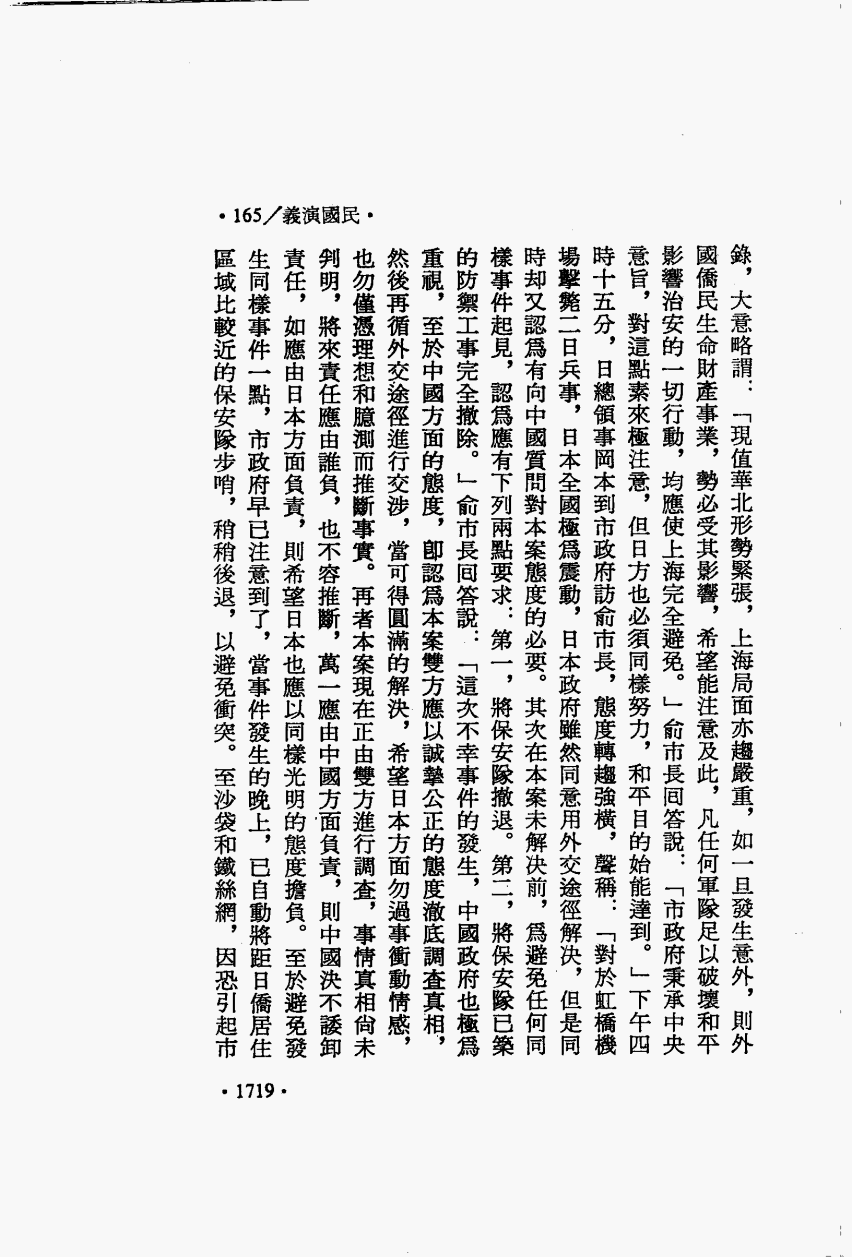 •165／義演國民•
錄，大意略謂：「現值華北形勢緊張，上海局面亦趨嚴重，如一旦發生意外，則外
國僑民生命財產事業，勢必受其影響，希望能注意及此，凡任何軍隊足以破壞和平
影響治安的一切行動，均應使上海完全避免。」俞市長回答說：「市政府秉承中央
意旨，對這點素來極注意，但日方也必須同樣努力，和平目的始能達到。」下午四
時十五分，日總領事岡本到市政府訪俞市長，態度轉趨強橫，聲稱：「對於虹橋機
場擊斃二日兵事，日本全國極爲震動，日本政府雖然同意用外交途徑解決，但是同
時却又認爲有向中國質問對本案態度的必要。其次在本案未解決前，爲避免任何同
樣事件起見，認爲應有下列兩點要求：第一，將保安隊撤退。第二，將保安隊已築
的防禦工事完全撤除。」俞市長回答說：「這次不幸事件的發生，中國政府也極爲
重視，至於中國方面的態度，卽認爲本案雙方應以誠摯公正的態度澈底調查真相，
然後再循外交途徑進行交涉，當可得圓滿的解決，希望日本方面勿過事衝動情感，
也勿僅憑理想和臆測而推斷事實。再者本案現在正由雙方進行調查，事情真相尙未
判明，將來責任應由誰負，也不容推斷，萬一應由中國方面負責，則中國決不諉卸
責任，如應由日本方面負責，則希望日本也應以同樣光明的態度擔負。至於避免發
生同樣事件一點，市政府早已注意到了，當事件發生的晚上，已自動將距日僑居住
區域比較近的保安隊步哨，稍稍後退，以避免衝突。至沙袋和鐵絲網，因恐引起市
•1719•